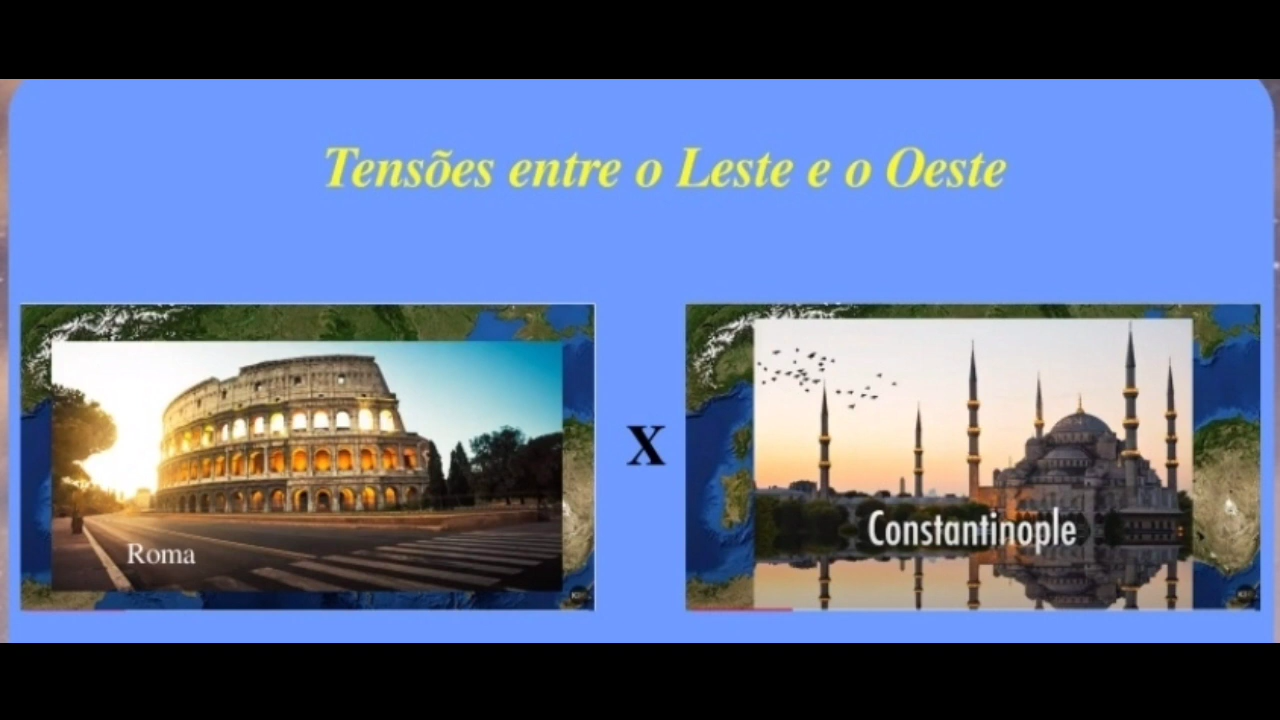 Tensões entre o Leste e o Oeste
Roma
X
Constantinople